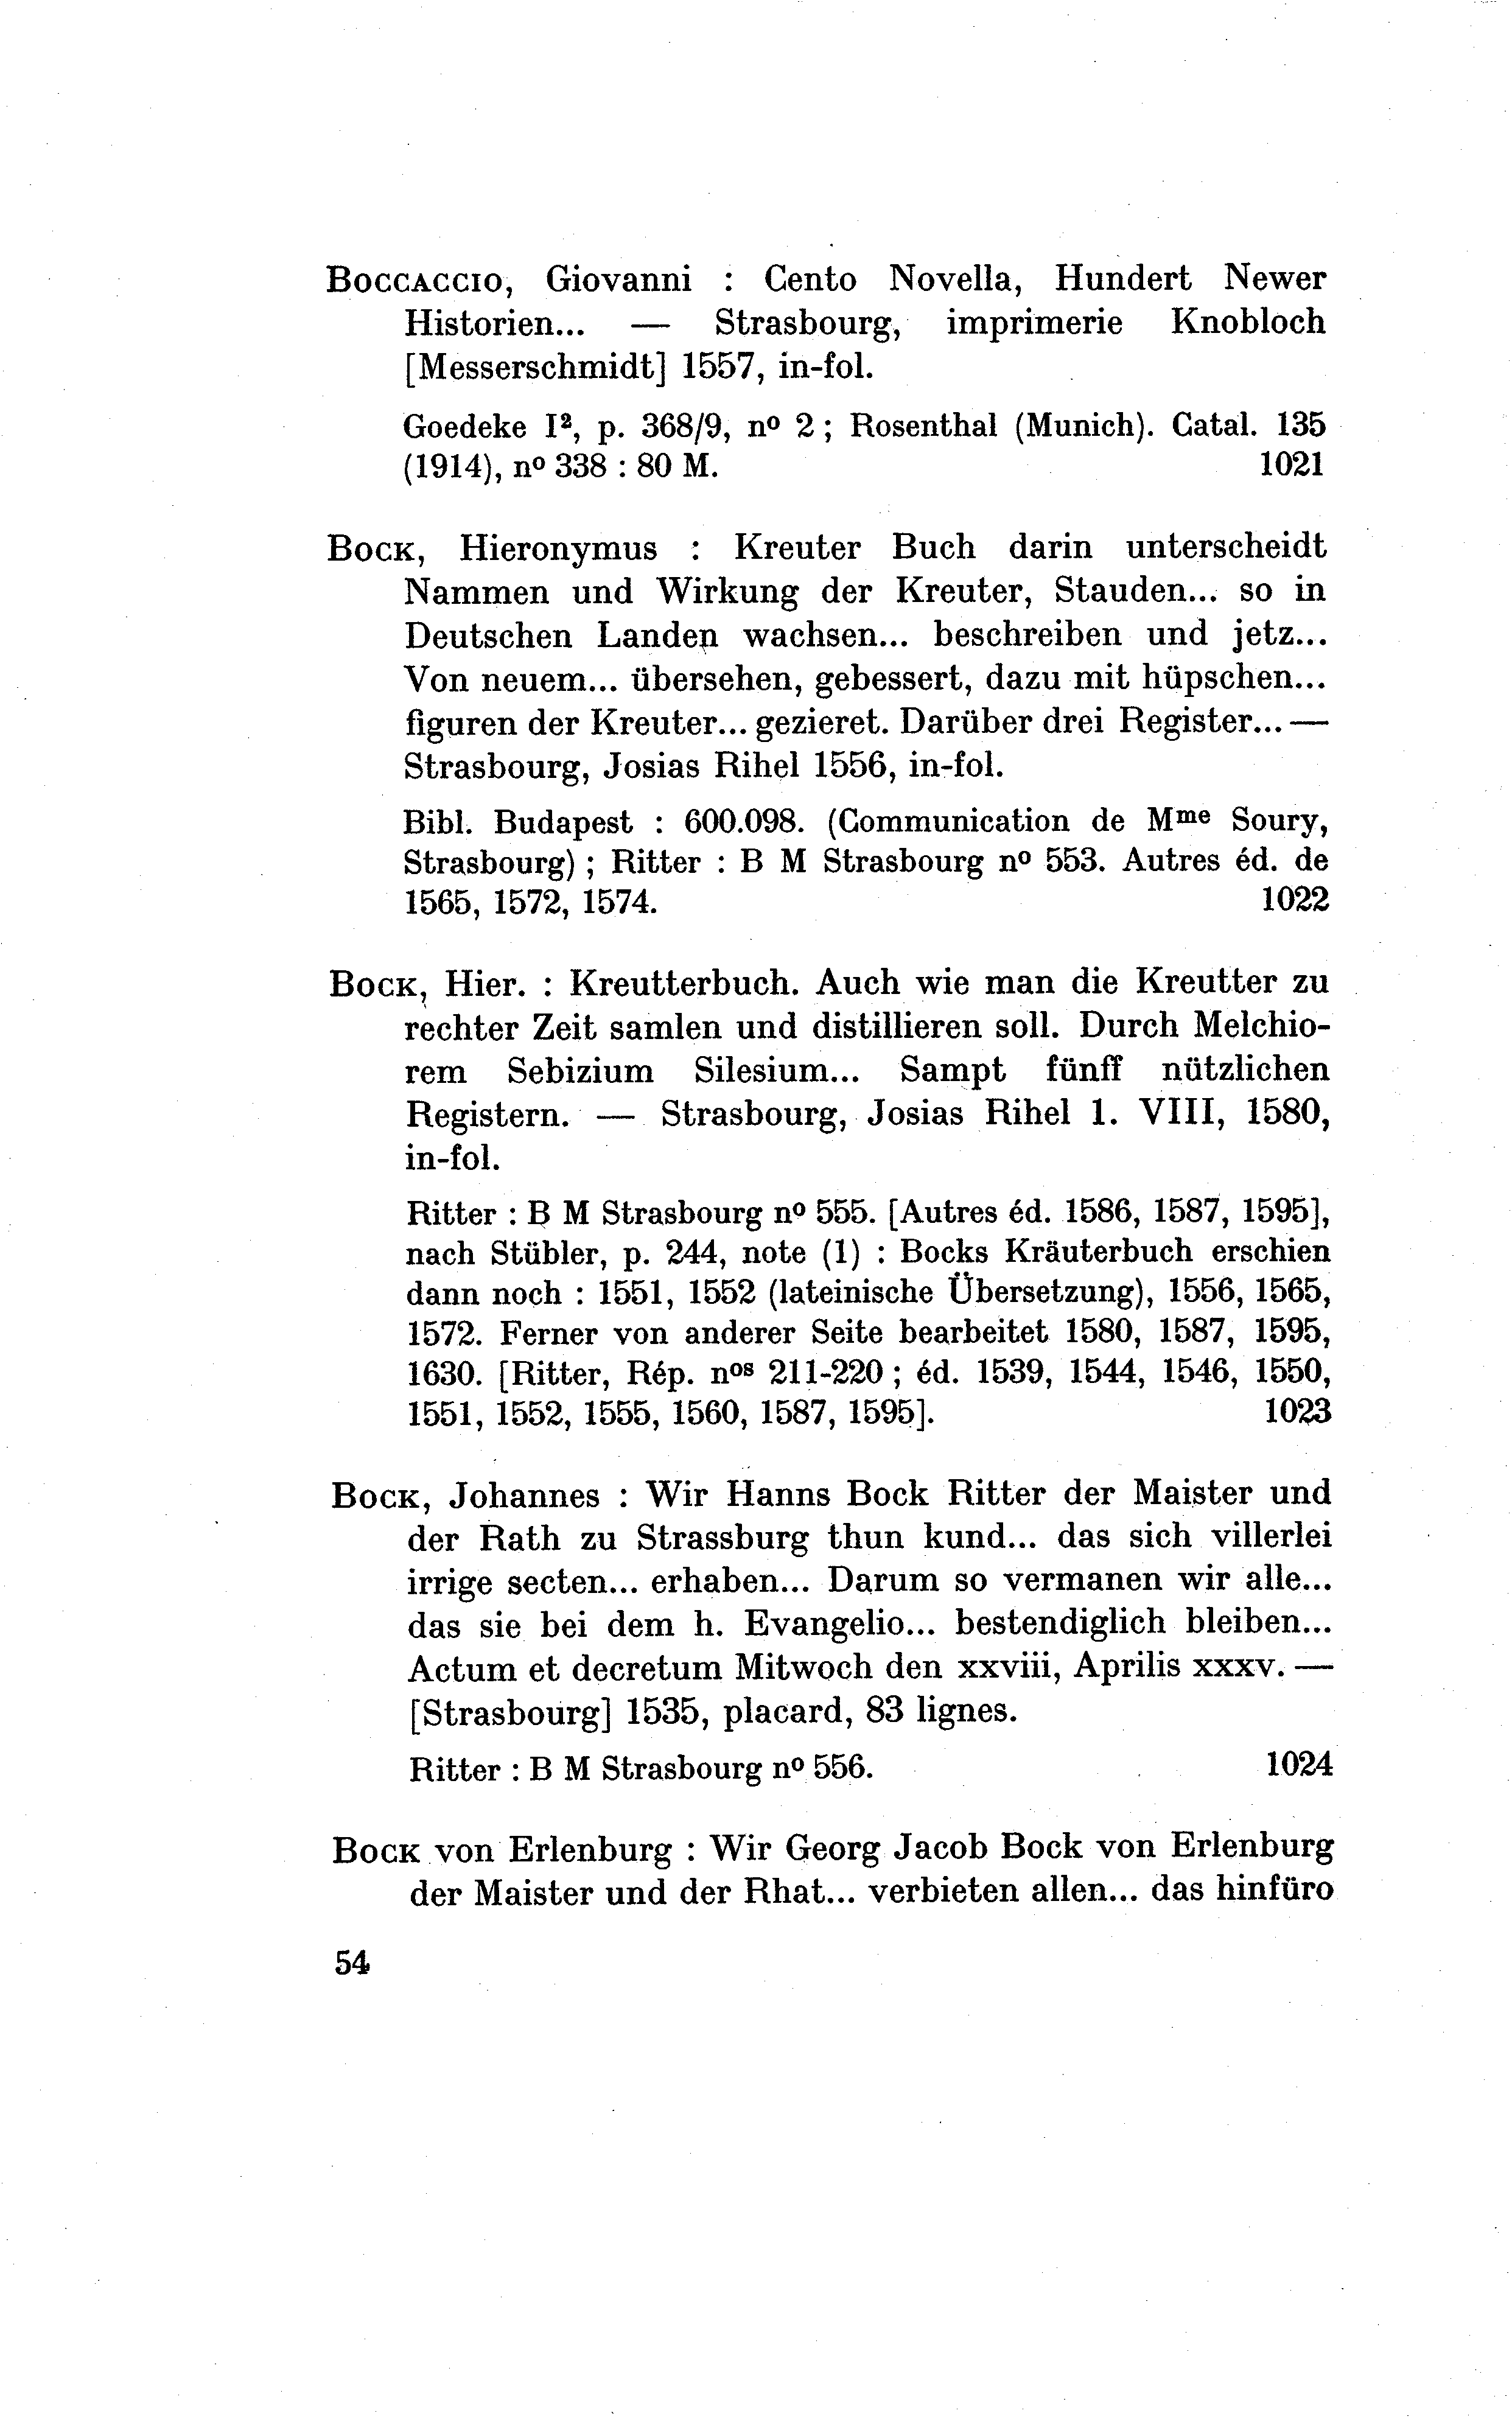 BOCCACCIO, Giovanni : Cento Novella, Hundert Newer
Historien... — Strasbourg, imprimerie Knobloch
[Messerschmidt] 1557, in-fol.
Goedeke I², p. 368/9, nº 2 ; Rosenthal (Munich). Catal. 135
(1914), nº 338 : 80 M. 1021
BOCK, Hieronymus : Kreuter Buch darin unterscheidt
Nammen und Wirkung der Kreuter, Stauden... so in
Deutschen Landen wachsen... beschreiben und jetz...
Von neuem... übersehen, gebessert, dazu mit hüpschen...
figuren der Kreuter... gezieret. Darüber drei Register... —
Strasbourg, Josias Rihel 1556, in-fol.
Bibl. Budapest : 600.098. (Communication de Mᵐᵉ Soury,
Strasbourg) ; Ritter : B M Strasbourg nº 553. Autres éd. de
1565, 1572, 1574. 1022
BOCK, Hier. : Kreutterbuch. Auch wie man die Kreutter zu
rechter Zeit samlen und distillieren soll. Durch Melchio-
rem Sebizium Silesium... Sampt fünff nützlichen
Registern. — Strasbourg, Josias Rihel 1. VIII, 1580,
in-fol.
Ritter : B M Strasbourg nº 555. [Autres éd. 1586, 1587, 1595],
nach Stübler, p. 244, note (1) : Bocks Kräuterbuch erschien
dann noch : 1551, 1552 (lateinische Übersetzung), 1556, 1565,
1572. Ferner von anderer Seite bearbeitet 1580, 1587, 1595,
1630. [Ritter, Rép. nᵒˢ 211-220 ; éd. 1539, 1544, 1546, 1550,
1551, 1552, 1555, 1560, 1587, 1595]. 1023
BOCK, Johannes : Wir Hanns Bock Ritter der Maister und
der Rath zu Strassburg thun kund... das sich villerlei
irrige secten... erhaben... Darum so vermanen wir alle...
das sie bei dem h. Evangelio... bestendiglich bleiben...
Actum et decretum Mitwoch den xxviii, Aprilis xxxv. —
[Strasbourg] 1535, placard, 83 lignes.
Ritter : B M Strasbourg nº 556. 1024
BOCK von Erlenburg : Wir Georg Jacob Bock von Erlenburg
der Maister und der Rhat... verbieten allen... das hinfüro
54